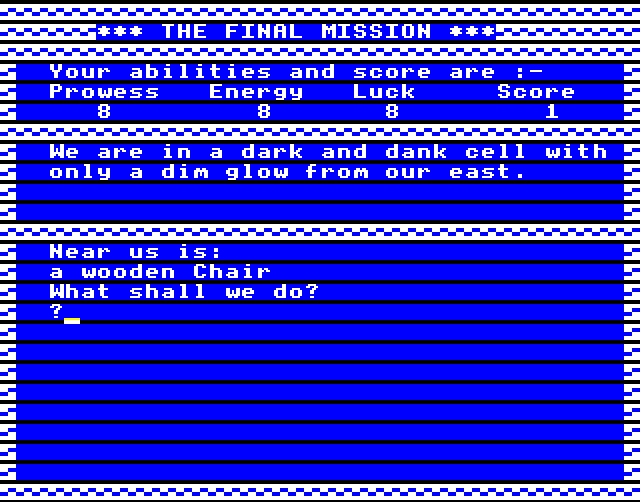 *** THE FINAL MISSION ***
Your abilities and score are :-
Prowess Energy Luck Score
8 8 8 1
We are in a dark and dank cell with
only a dim glow from our east.
Near us is:
a wooden Chair
What shall we do?
?_